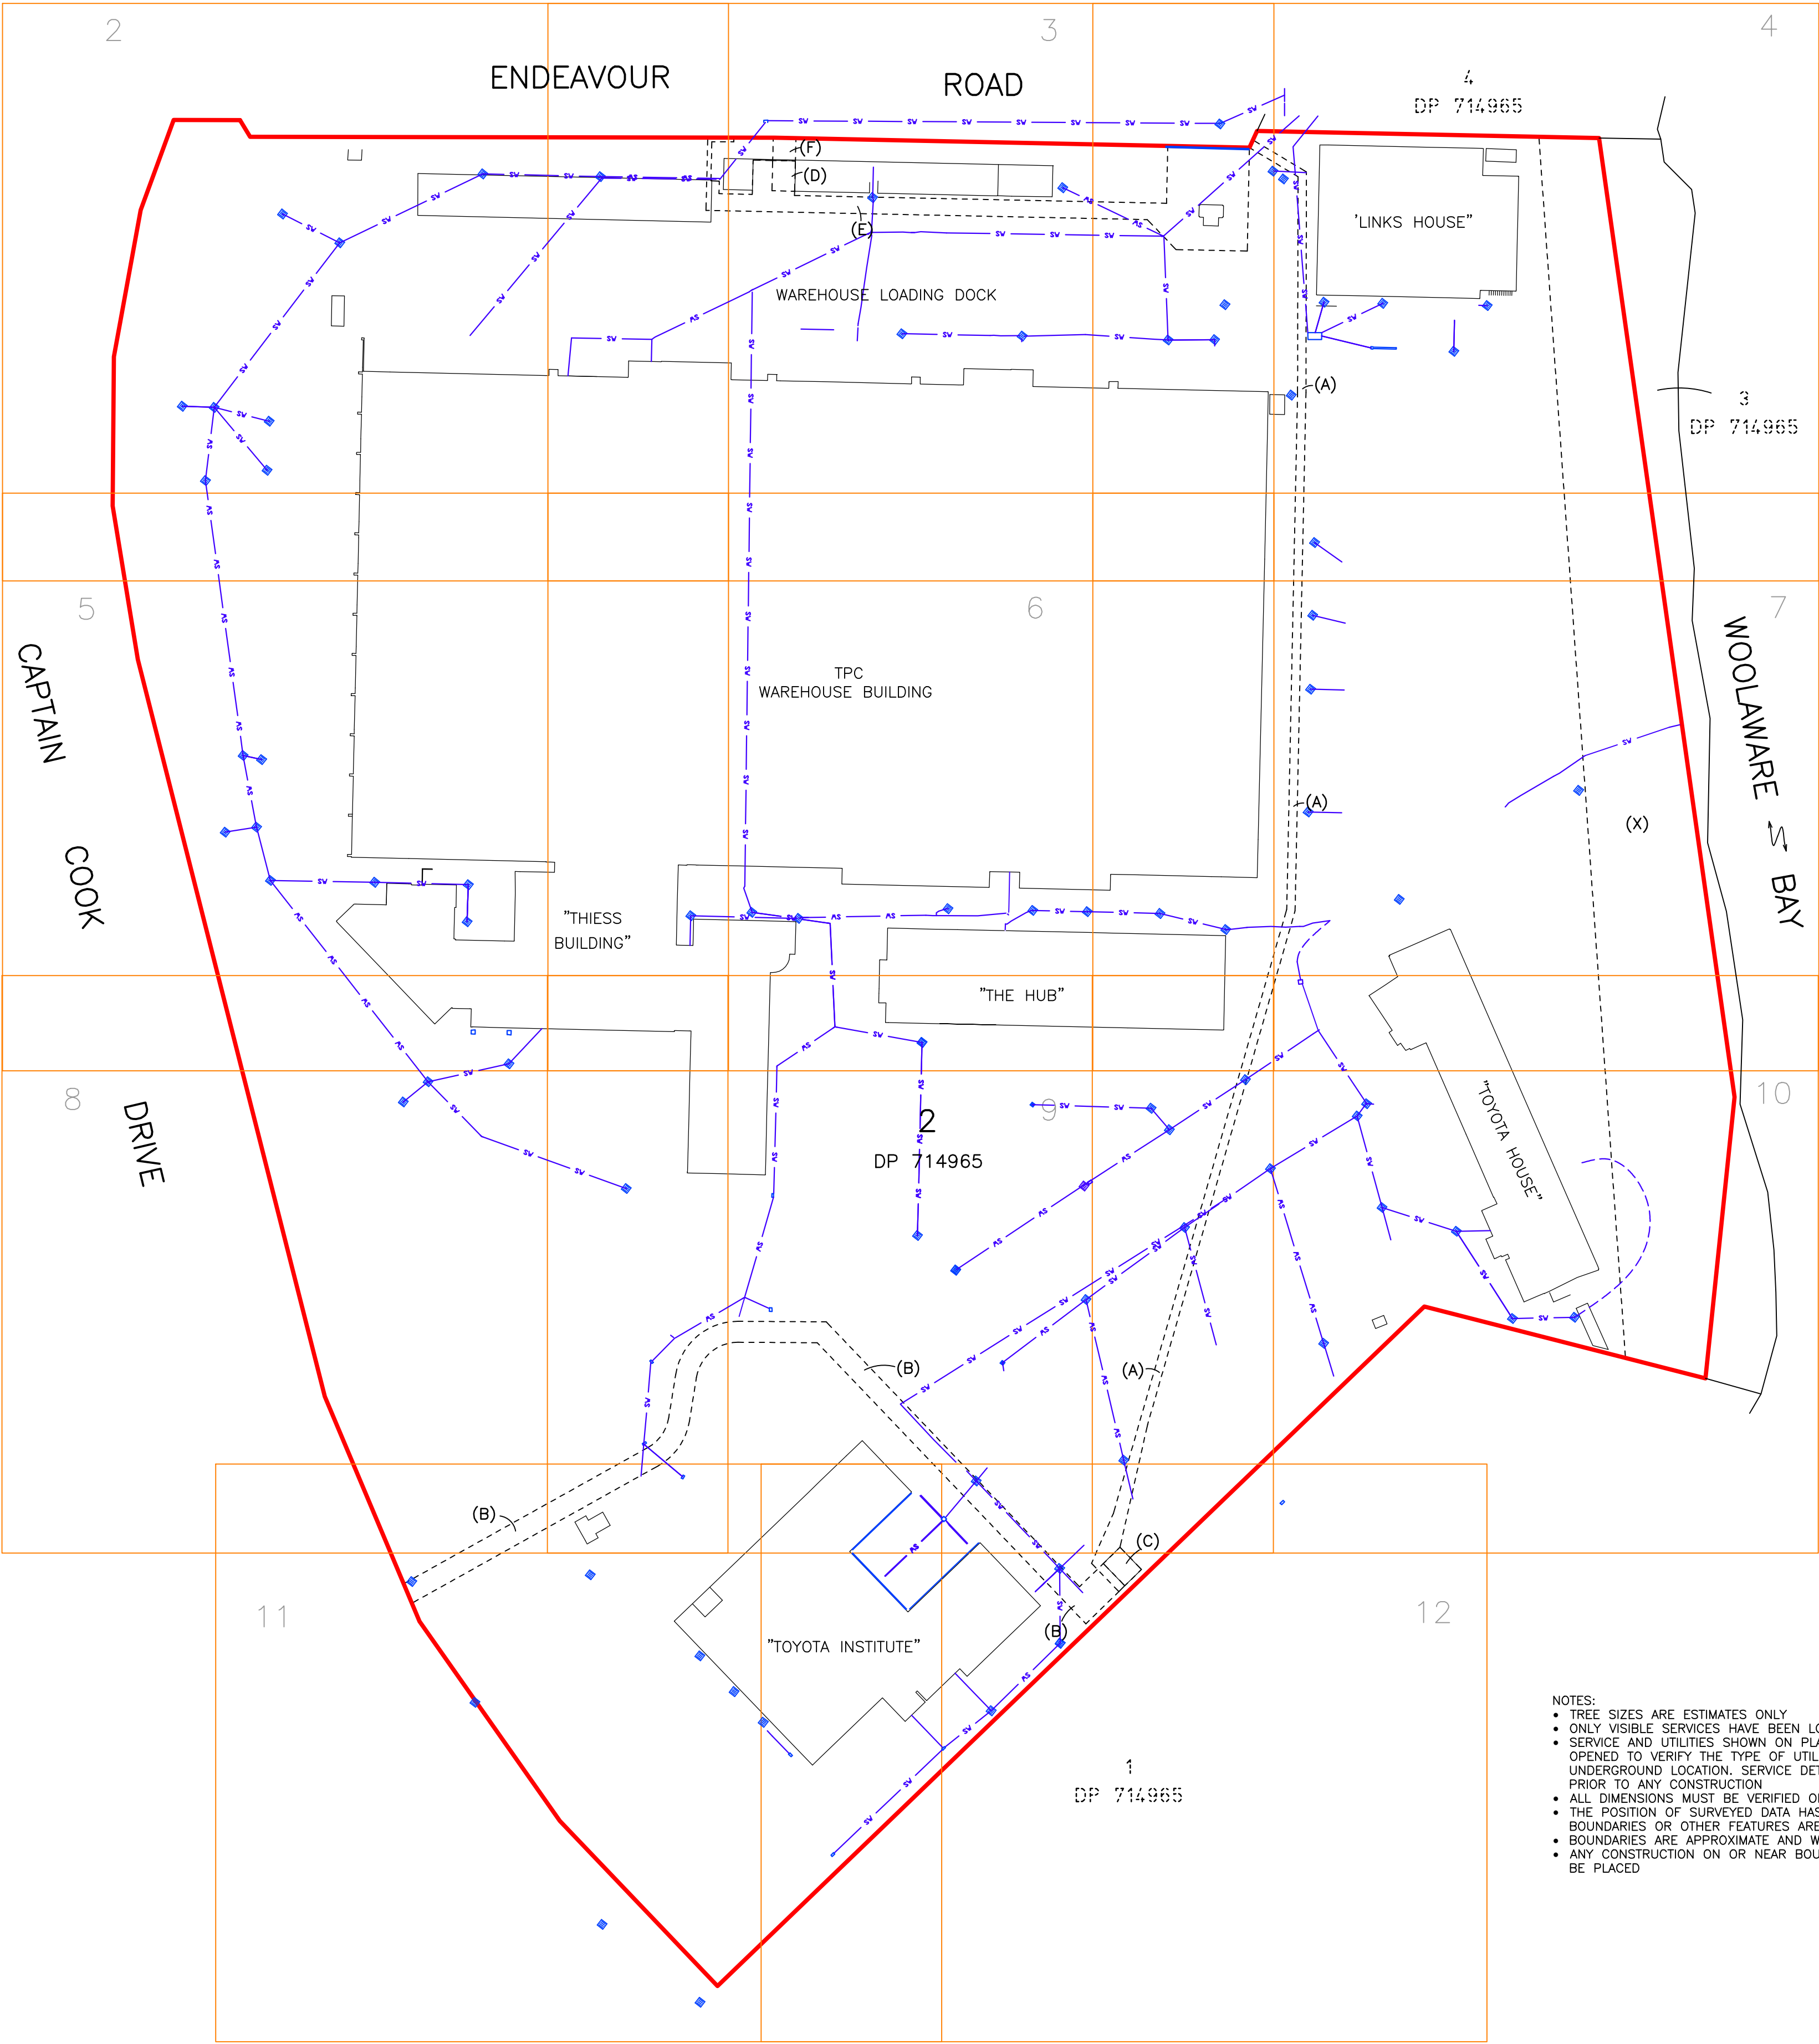 2
3
4
ENDEAVOUR ROAD
4
DP 714965
(F)
(D)
(E)
'LINKS HOUSE"
WAREHOUSE LOADING DOCK
(A)
3
DP 714965
5
6
7
CAPTAIN COOK DRIVE
WOOLAWARE BAY
TPC
WAREHOUSE BUILDING
(A)
(X)
"THIESS
BUILDING"
"THE HUB"
8
9
10
2
DP 714965
"TOYOTA HOUSE"
(B)
(A)
(B)
(C)
(B)
11
12
"TOYOTA INSTITUTE"
1
DP 714965
NOTES:
• TREE SIZES ARE ESTIMATES ONLY
• ONLY VISIBLE SERVICES HAVE BEEN
• SERVICE AND UTILITIES SHOWN ON
OPENED TO VERIFY THE TYPE OF
UNDERGROUND LOCATION. SERVICE
PRIOR TO ANY CONSTRUCTION
• ALL DIMENSIONS MUST BE VERIFIED
• THE POSITION OF SURVEYED DATA HAS
BOUNDARIES OR OTHER FEATURES ARE
• BOUNDARIES ARE APPROXIMATE AND
• ANY CONSTRUCTION ON OR NEAR
BE PLACED